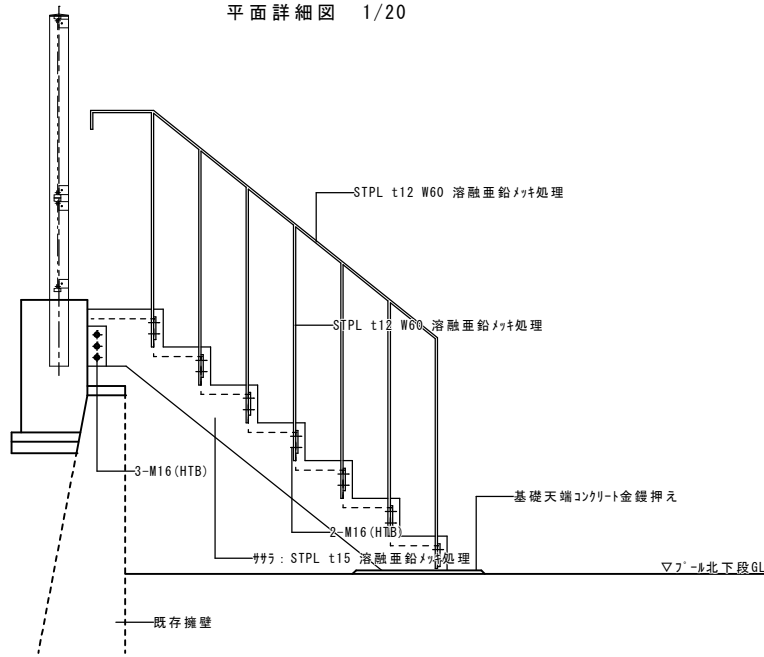 平面詳細図 1/20
STPL t12 W60 溶融亜鉛ﾒｯｷ処理
STPL t12 W60 溶融亜鉛ﾒｯｷ処理
3-M16(HTB)
基礎天端ｺﾝｸﾘｰﾄ金鏝押え
2-M16(HTB)
ｻｻﾗ：STPL t15 溶融亜鉛ﾒｯｷ処理
▽ﾌﾟｰﾙ北下段GL
既存擁壁